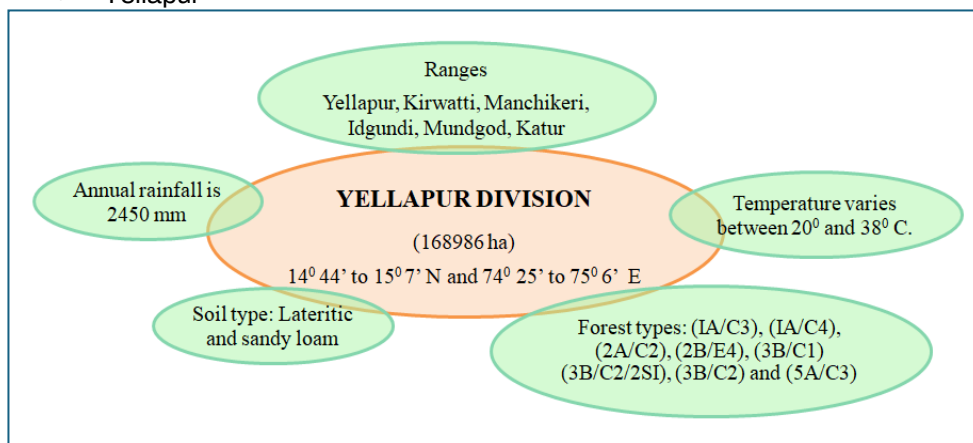 Yellapur
Ranges
Yellapur, Kirwatti, Manchikeri,
Idgundi, Mundgod, Katur
Annual rainfall is
2450 mm
YELLAPUR DIVISION
(168986 ha)
14⁰ 44’ to 15⁰ 7’ N and 74⁰ 25’ to 75⁰ 6’ E
Temperature varies
between 20⁰ and 38⁰ C.
Soil type: Lateritic
and sandy loam
Forest types: (IA/C3), (IA/C4),
(2A/C2), (2B/E4), (3B/C1)
(3B/C2/2SI), (3B/C2) and (5A/C3)